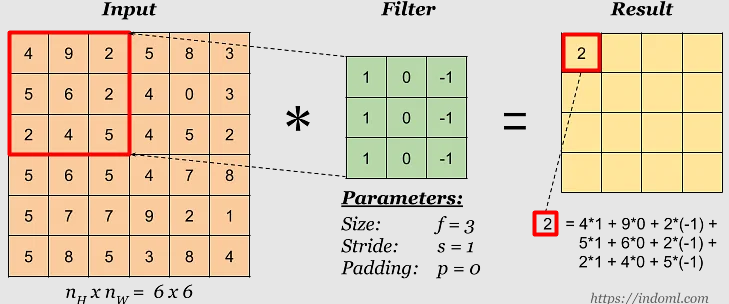 Input Filter Result
4 9 2 5 8 3
5 6 2 4 0 3
2 4 5 4 5 2
5 6 5 4 7 8
5 7 7 9 2 1
5 8 5 3 8 4
n_H x n_W = 6 x 6
*
1 0 -1
1 0 -1
1 0 -1
Parameters:
Size: f = 3
Stride: s = 1
Padding: p = 0
=
2
2 = 4*1 + 9*0 + 2*(-1) +
5*1 + 6*0 + 2*(-1) +
2*1 + 4*0 + 5*(-1)
https://indoml.com